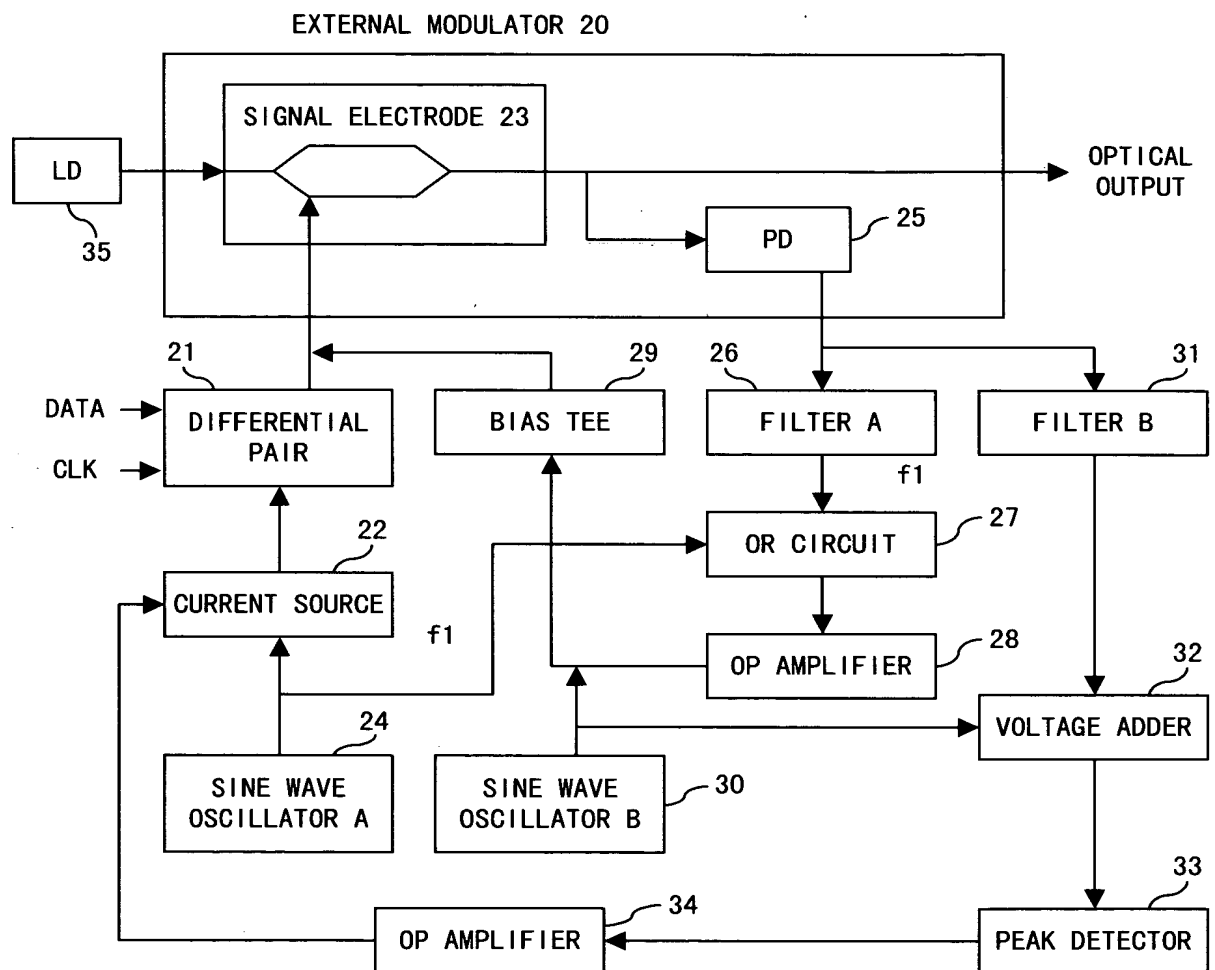 EXTERNAL MODULATOR 20
SIGNAL ELECTRODE 23
LD
35
OPTICAL
OUTPUT
PD
25
21
29
26
31
DATA
CLK
DIFFERENTIAL
PAIR
BIAS TEE
FILTER A
FILTER B
f1
22
27
CURRENT SOURCE
OR CIRCUIT
f1
28
OP AMPLIFIER
32
24
VOLTAGE ADDER
SINE WAVE
OSCILLATOR A
SINE WAVE
OSCILLATOR B
30
33
34
OP AMPLIFIER
PEAK DETECTOR